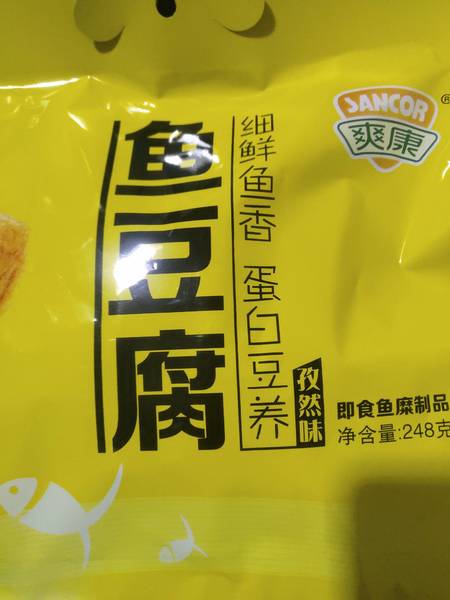 SANCOR
爽康
鱼豆腐
细鲜鱼香 蛋白豆养
孜然味
即食鱼糜制品
净含量:248克